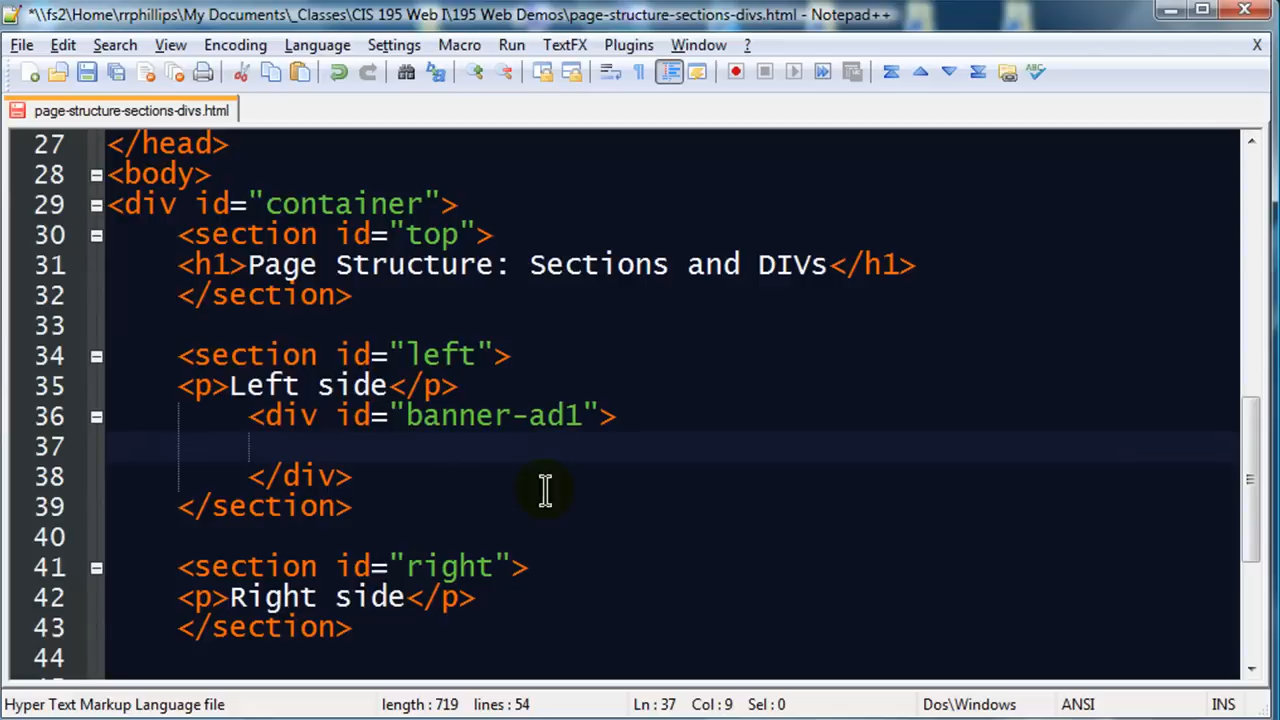 *\\fs2\Home\rrphillips\My Documents\_Classes\CIS 195 Web I\195 Web Demos\page-structure-sections-divs.html - Notepad++
File Edit Search View Encoding Language Settings Macro Run TextFX Plugins Window ? X
page-structure-sections-divs.html
27 </head>
28 <body>
29 <div id="container">
30 <section id="top">
31 <h1>Page Structure: Sections and DIVs</h1>
32 </section>
33
34 <section id="left">
35 <p>Left side</p>
36 <div id="banner-ad1">
37
38 </div>
39 </section>
40
41 <section id="right">
42 <p>Right side</p>
43 </section>
44
Hyper Text Markup Language file length : 719 lines : 54 Ln : 37 Col : 9 Sel : 0 Dos\Windows ANSI INS